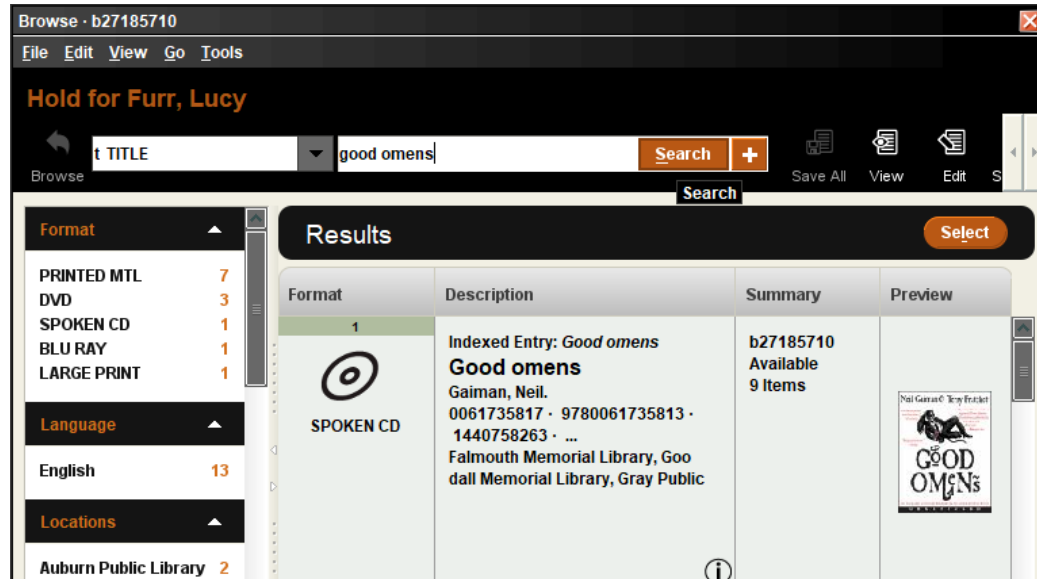 Browse · b27185710
File Edit View Go Tools
Hold for Furr, Lucy
Browse
t TITLE
good omens
Search
+
Save All
View
Edit
S
Search
Format
PRINTED MTL 7
DVD 3
SPOKEN CD 1
BLU RAY 1
LARGE PRINT 1
Language
English 13
Locations
Auburn Public Library 2
Results
Select
Format Description Summary Preview
1
SPOKEN CD
Indexed Entry: Good omens
Good omens
Gaiman, Neil.
0061735817 · 9780061735813 ·
1440758263 · ...
Falmouth Memorial Library, Goo
dall Memorial Library, Gray Public
b27185710
Available
9 Items
Neil Gaiman & Terry Pratchett
GOOD
OMENS